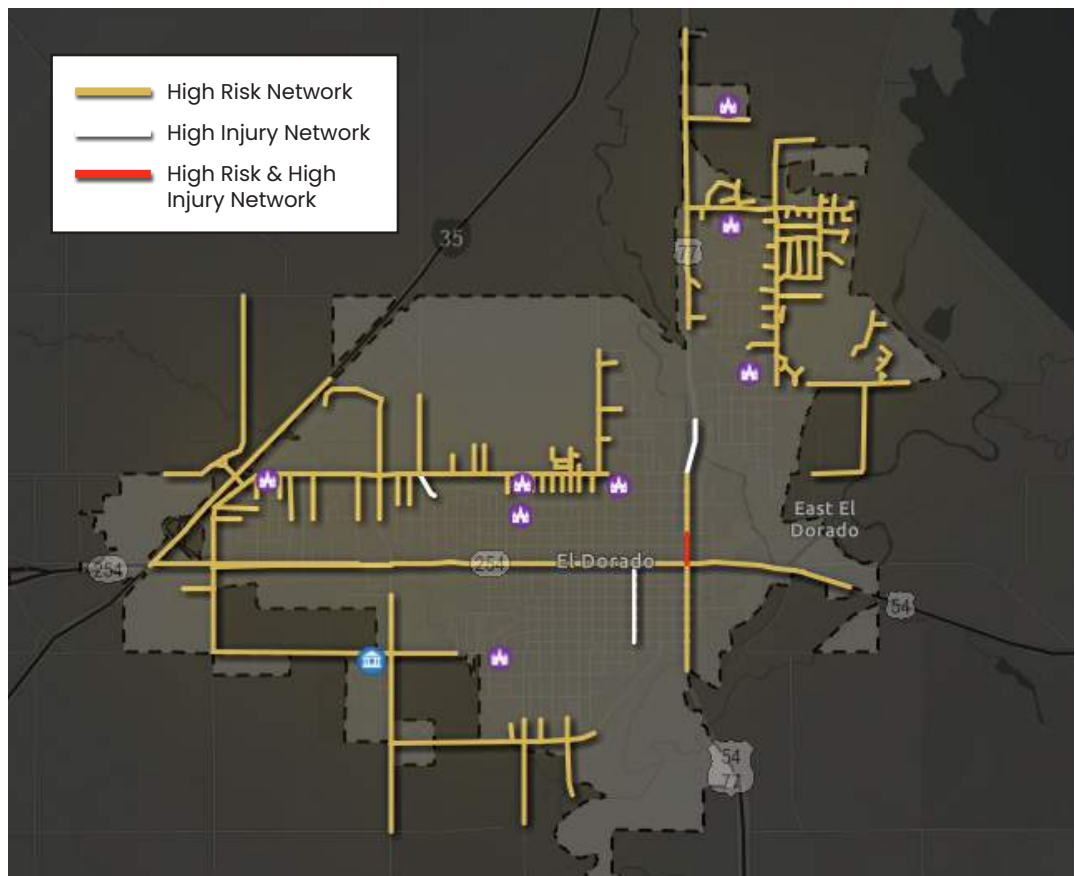 High Risk Network
High Injury Network
High Risk & High
Injury Network
35
77
East El
Dorado
254
254
El Dorado
54
54
77